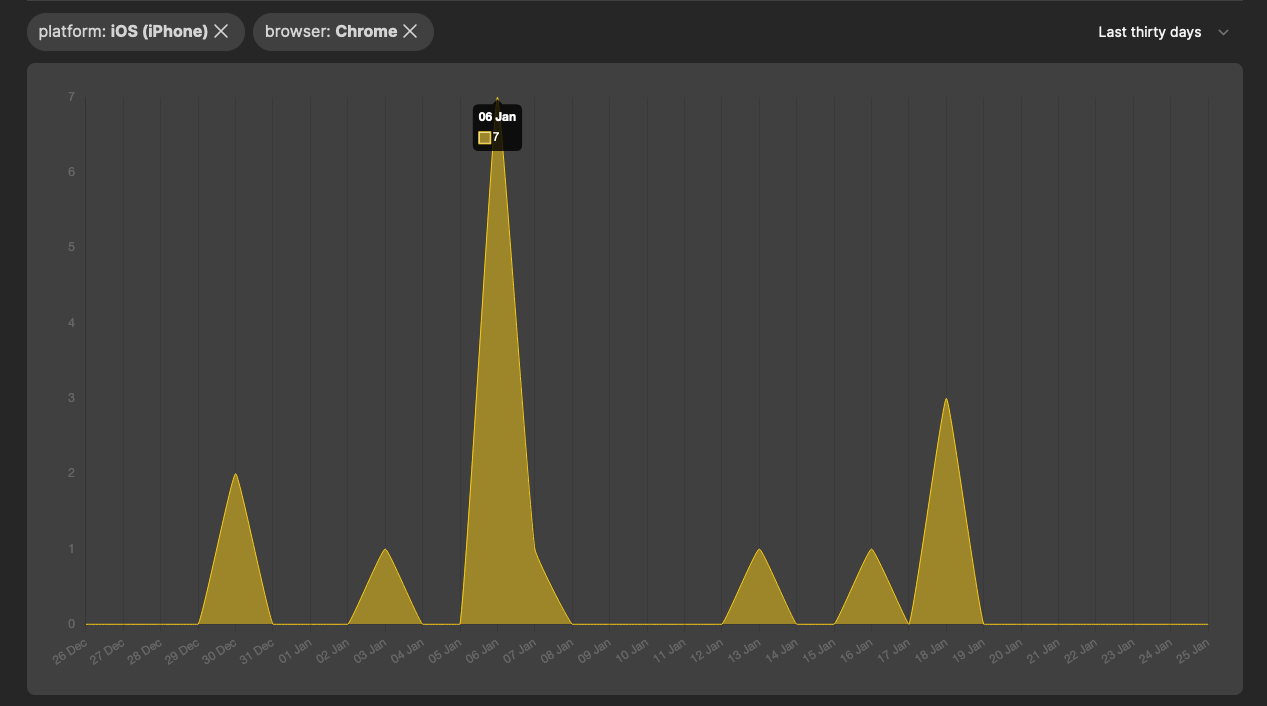 platform: iOS (iPhone) ×
browser: Chrome ×
Last thirty days
7
06 Jan
7
6
5
4
3
2
1
0
26 Dec
27 Dec
28 Dec
29 Dec
30 Dec
31 Dec
01 Jan
02 Jan
03 Jan
04 Jan
05 Jan
06 Jan
07 Jan
08 Jan
09 Jan
10 Jan
11 Jan
12 Jan
13 Jan
14 Jan
15 Jan
16 Jan
17 Jan
18 Jan
19 Jan
20 Jan
21 Jan
22 Jan
23 Jan
24 Jan
25 Jan